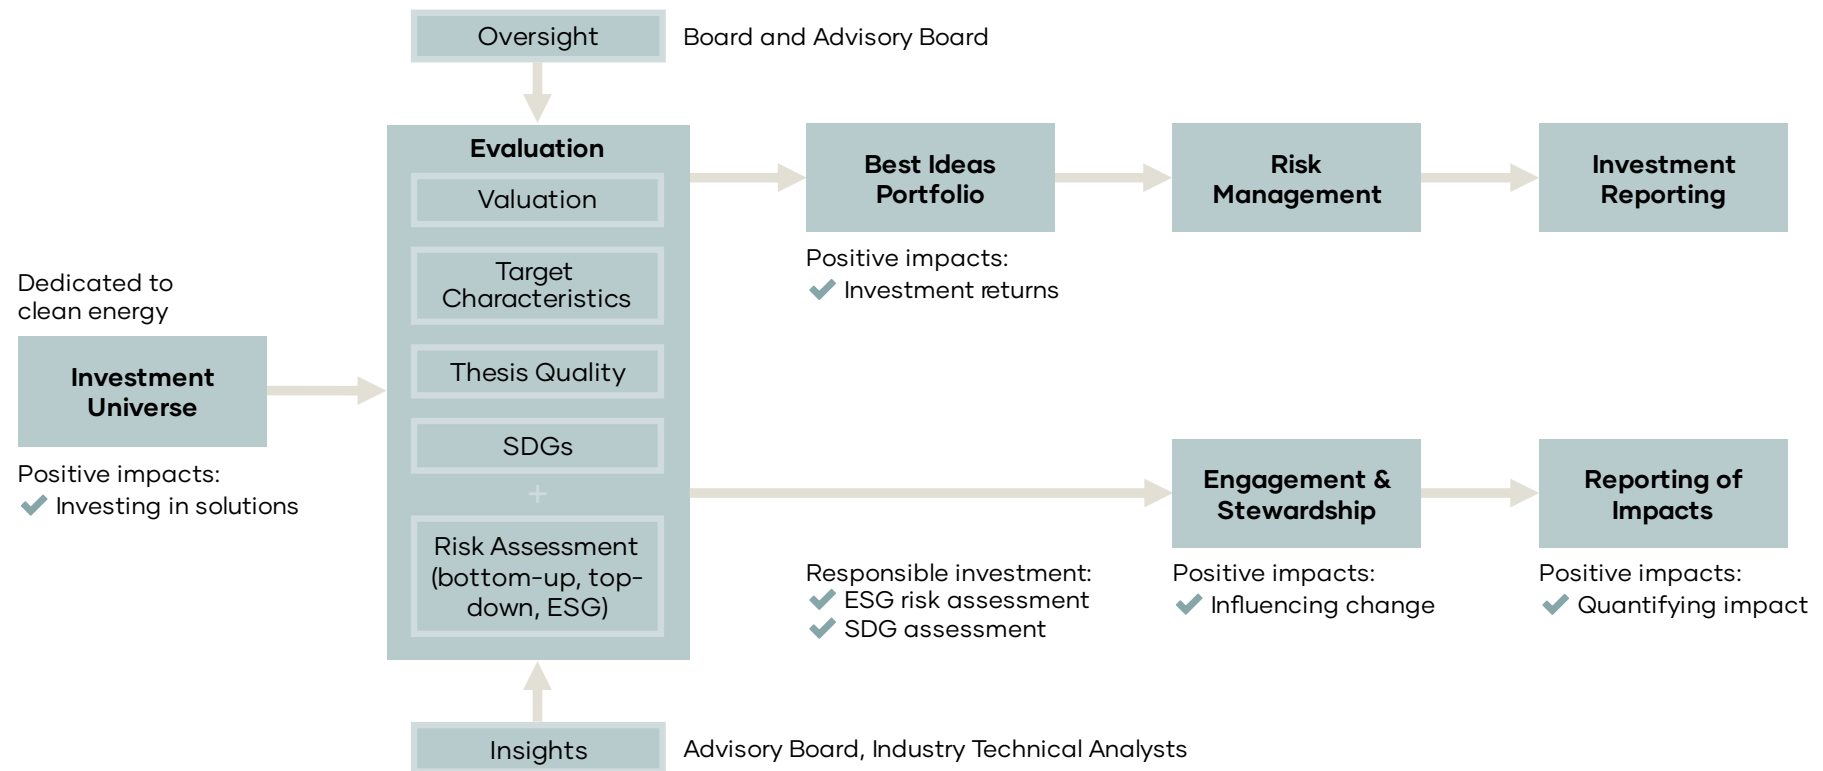 Oversight
Board and Advisory Board
Evaluation
Valuation
Target
Characteristics
Thesis Quality
SDGs
+
Risk Assessment
(bottom-up, top-
down, ESG)
Insights
Advisory Board, Industry Technical Analysts
Dedicated to
clean energy
Investment
Universe
Positive impacts:
Investing in solutions
Best Ideas
Portfolio
Positive impacts:
Investment returns
Risk
Management
Investment
Reporting
Responsible investment:
ESG risk assessment
SDG assessment
Engagement &
Stewardship
Positive impacts:
Influencing change
Reporting of
Impacts
Positive impacts:
Quantifying impact